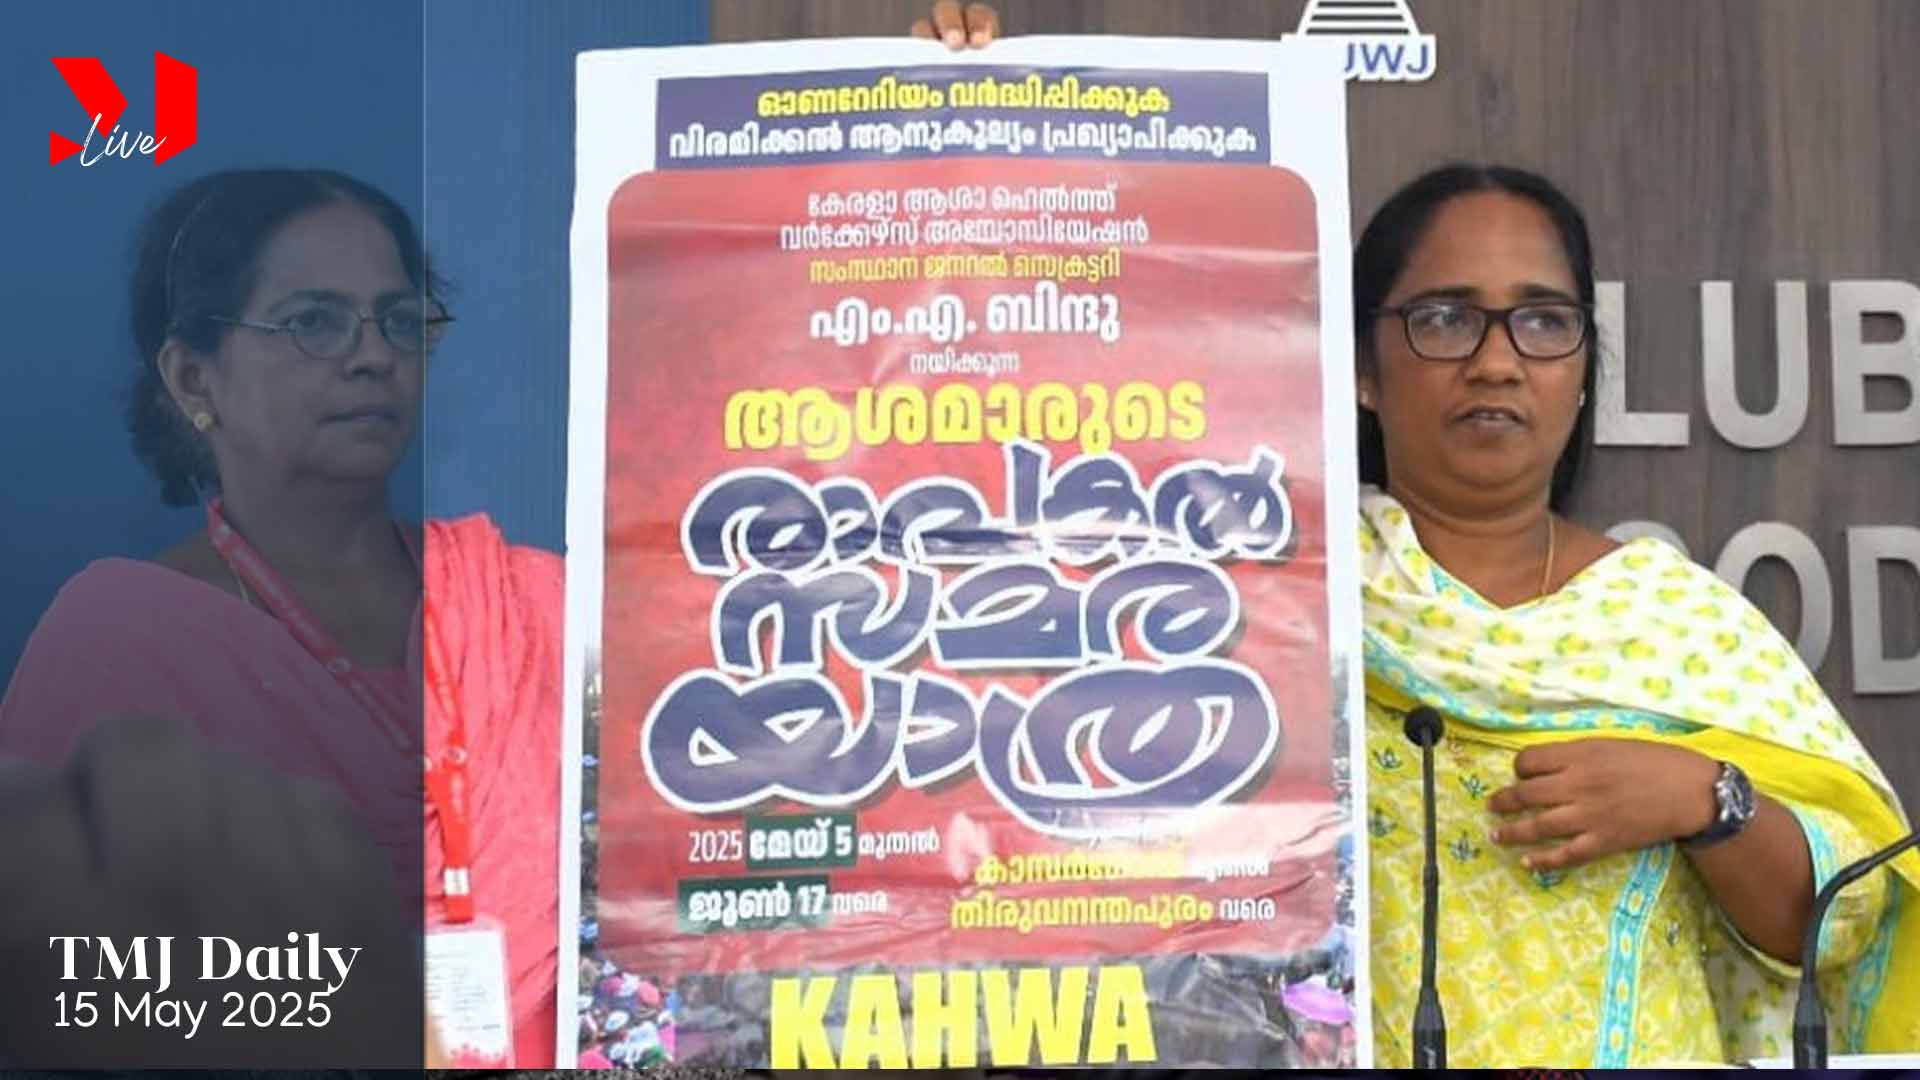 Live
UWJ
ഓണറേറിയം വർദ്ധിപ്പിക്കുക
വിരമിക്കൽ ആനുകൂല്യം പ്രഖ്യാപിക്കുക
കേരളാ ആശാ ഹെൽത്ത്
വർക്കേഴ്സ് അസ്സോസിയേഷൻ
സംസ്ഥാന ജനറൽ സെക്രട്ടറി
എം.എ. ബിന്ദു
നയിക്കുന്ന
ആശമാരുടെ
രാപകൽ
സമര
യാത്ര
2025 മേയ് 5 മുതൽ
ജൂൺ 17 വരെ
തിരുവനന്തപുരം വരെ
KAHWA
LUB
OD
TMJ Daily
15 May 2025